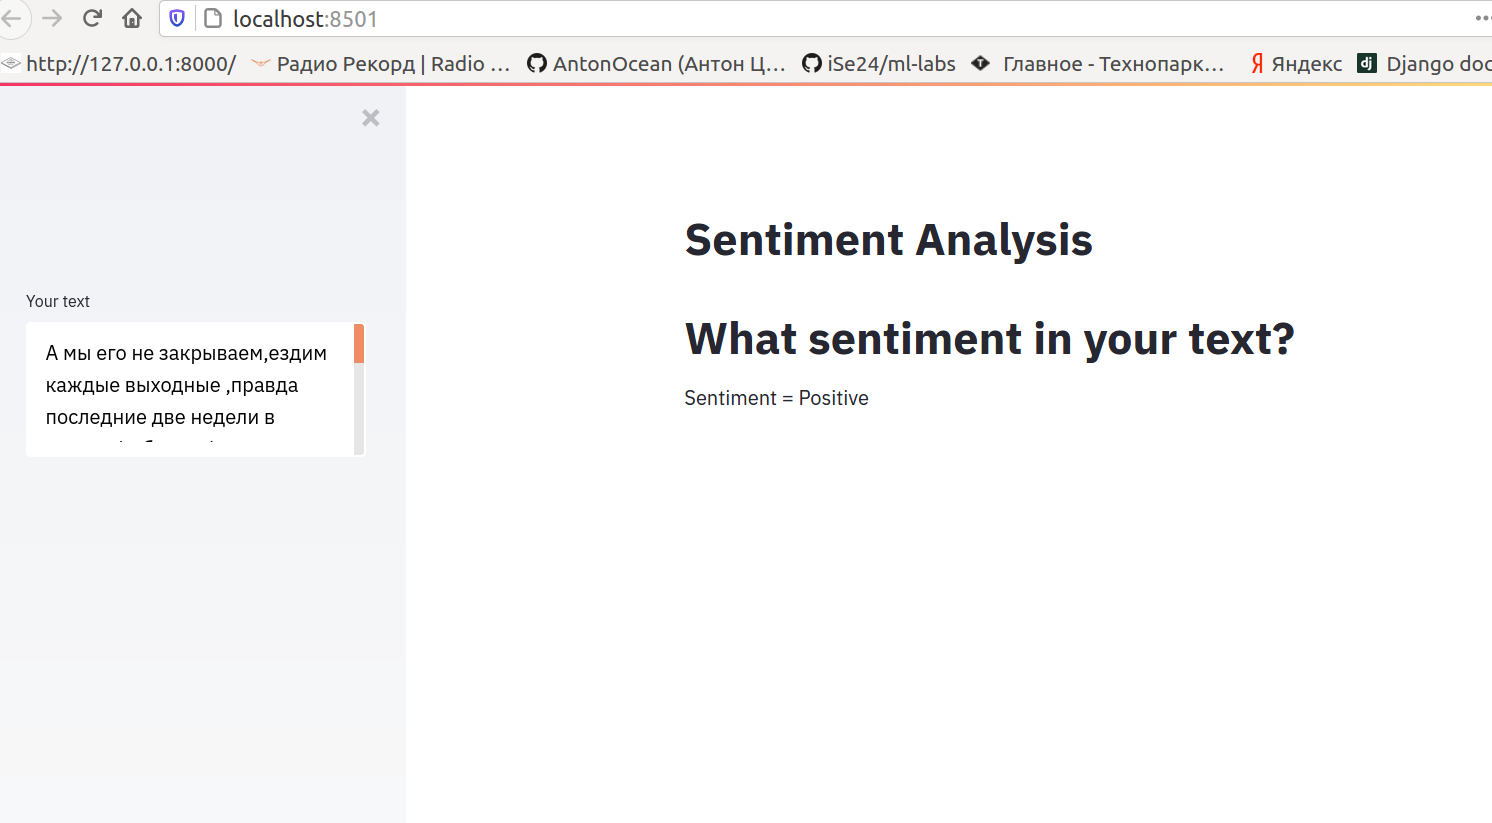 localhost:8501
http://127.0.0.1:8000/ Радио Рекорд | Radio ... AntonOcean (Антон Ц... iSe24/ml-labs Главное - Технопарк... Яндекс dj Django doc
Sentiment Analysis
Your text
What sentiment in your text?
А мы его не закрываем,ездим
каждые выходные ,правда
последние две недели в
Sentiment = Positive